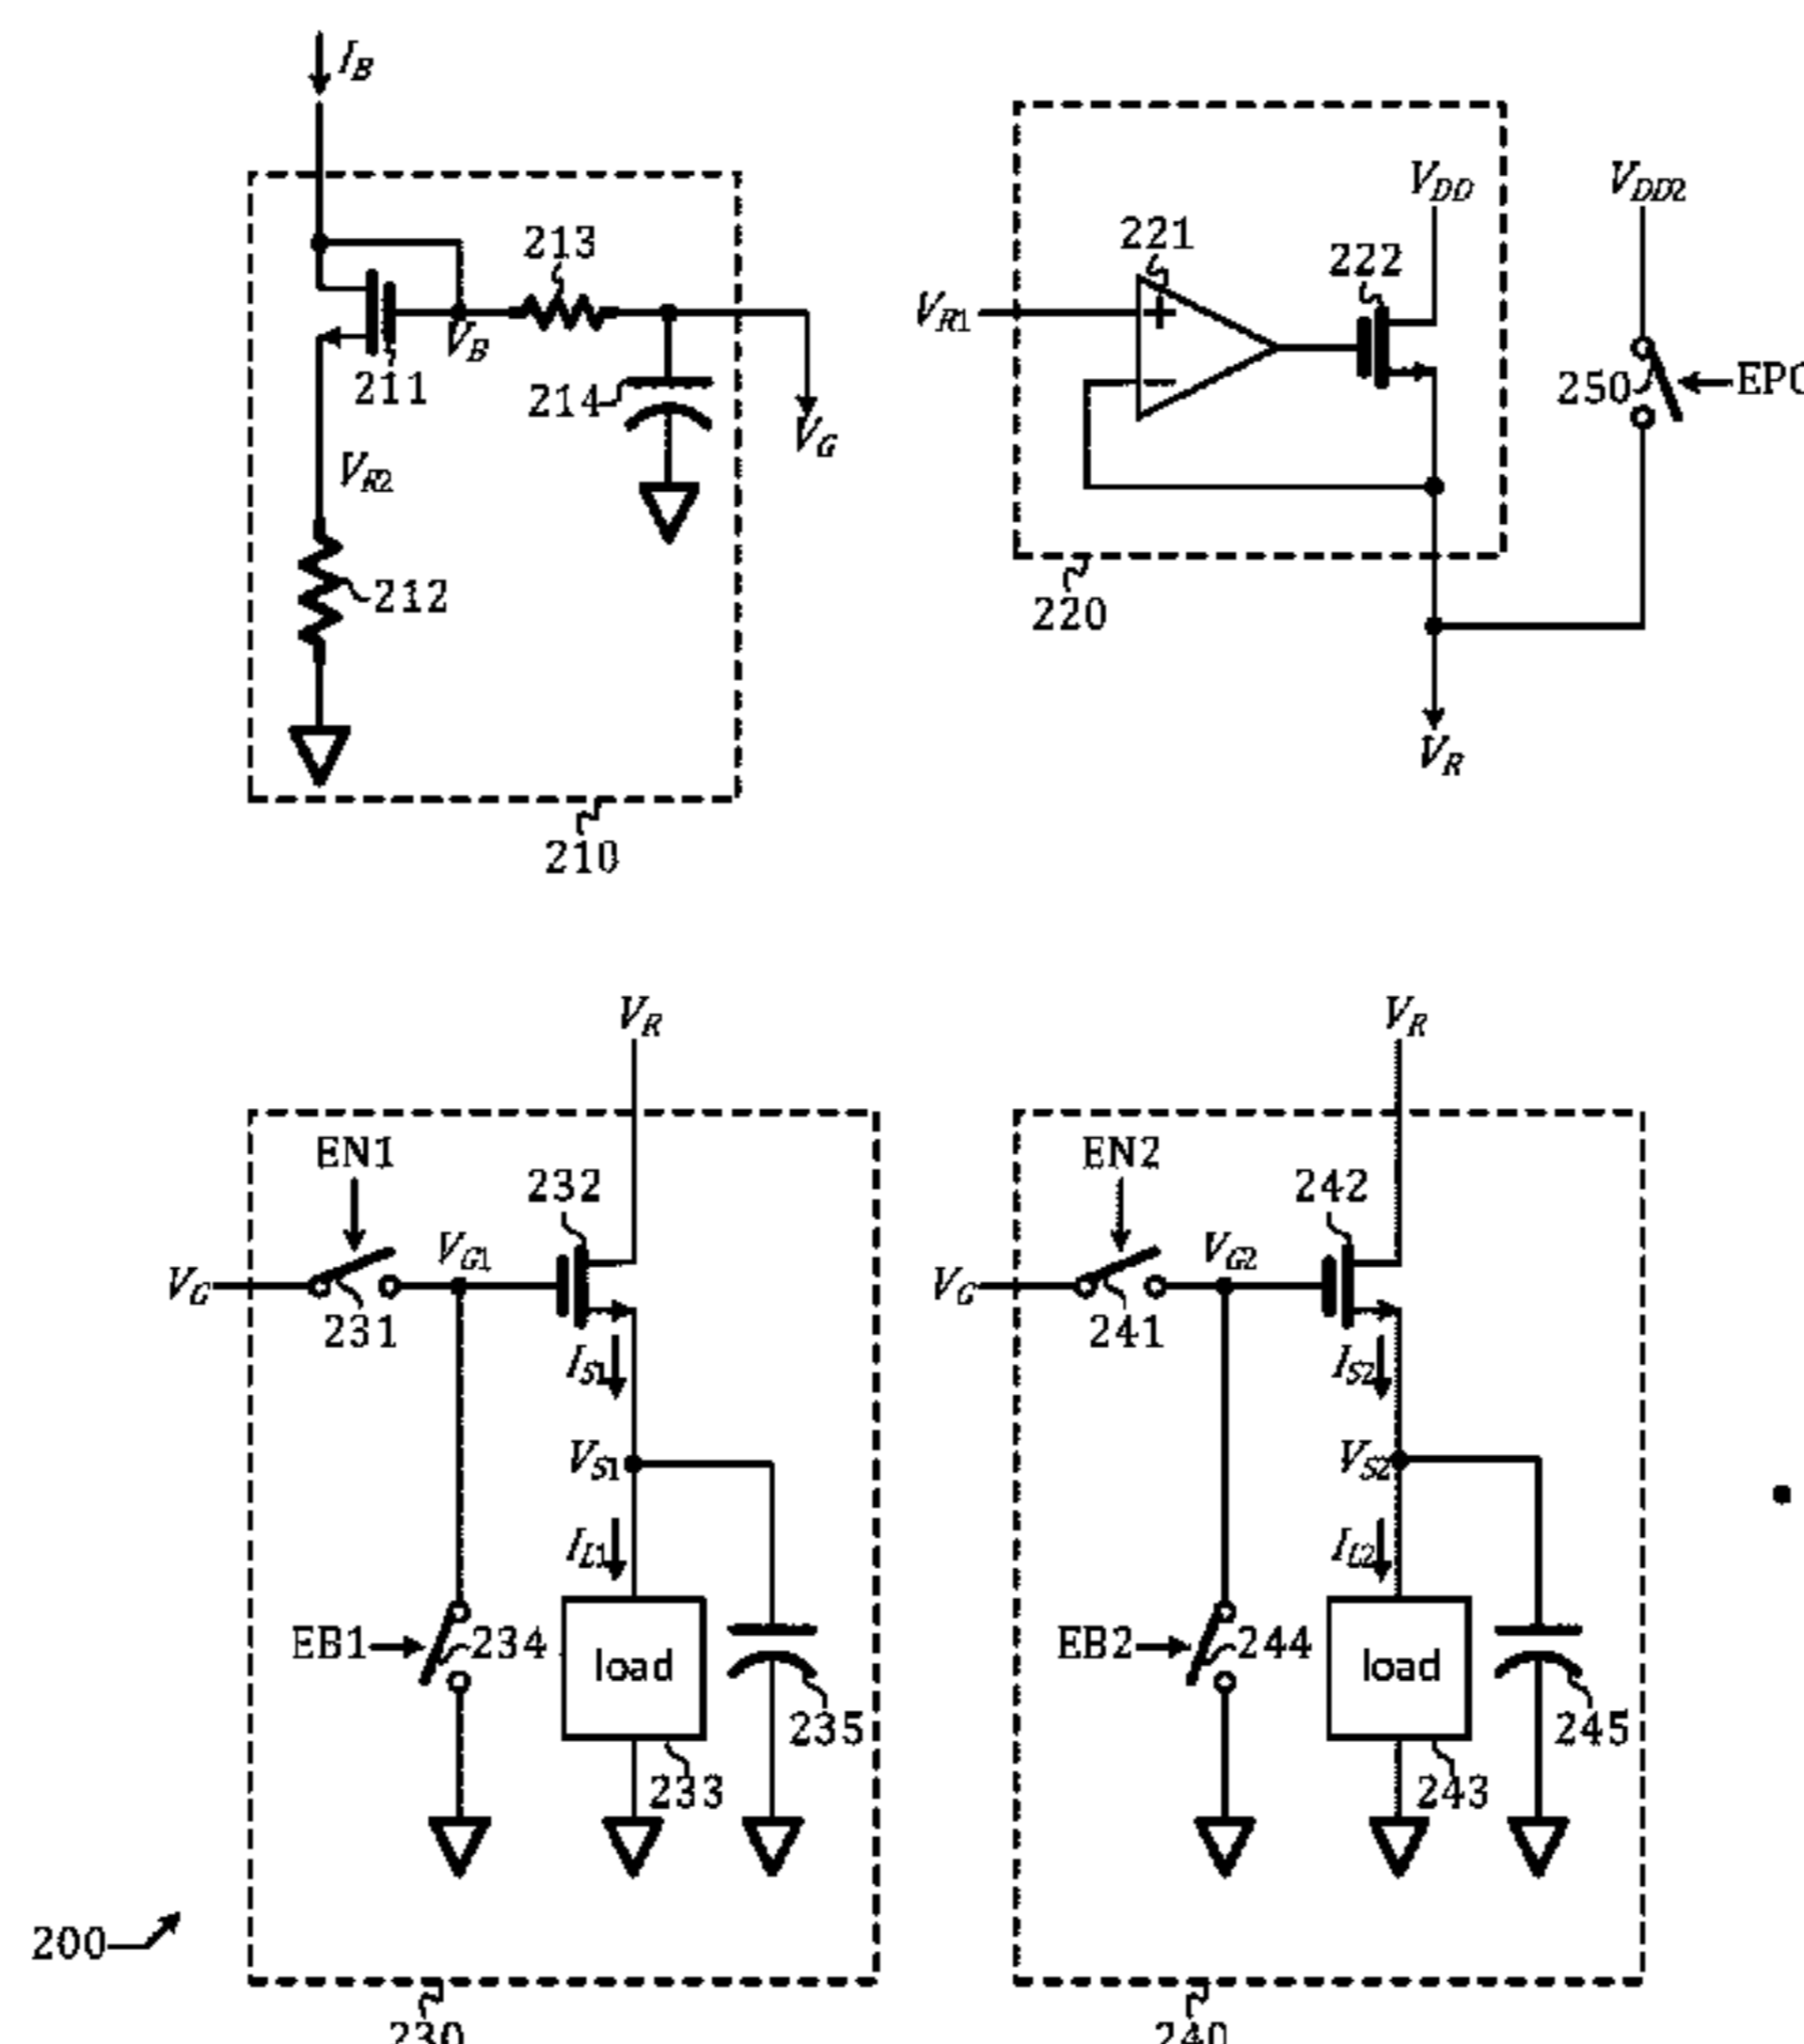 I_B
213
V_B
211
214
V_G
V_R2
212
210
V_DD
V_DD2
221
222
V_R1
+
−
250
EPO
220
V_R
V_R
EN1
232
V_G
V_G1
231
I_S1
V_S1
I_L1
EB1
234
load
235
233
230
V_R
EN2
242
V_G
V_G2
241
I_S2
V_S2
I_L2
EB2
244
load
245
243
240
200